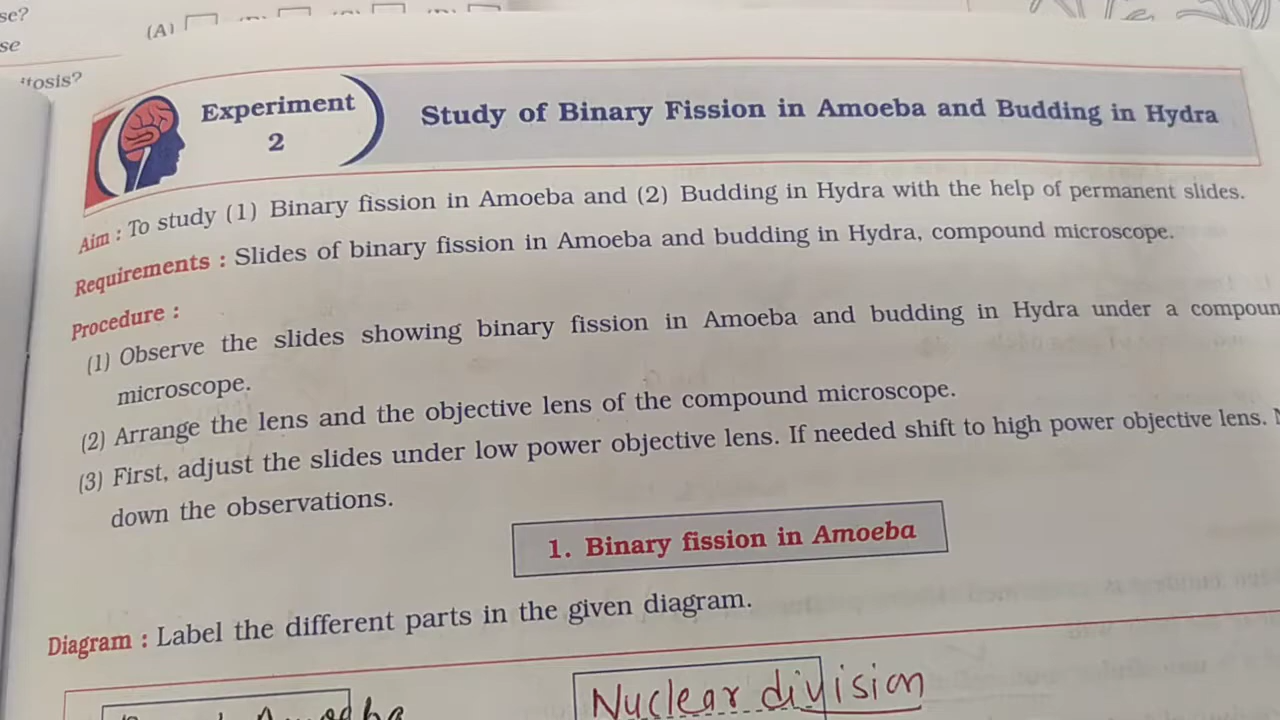 se?
se
(A)
tosis?
Experiment
2
Study of Binary Fission in Amoeba and Budding in Hydra
Aim : To study (1) Binary fission in Amoeba and (2) Budding in Hydra with the help of permanent slides.
Requirements : Slides of binary fission in Amoeba and budding in Hydra, compound microscope.
Procedure :
(1) Observe the slides showing binary fission in Amoeba and budding in Hydra under a compoun
microscope.
(2) Arrange the lens and the objective lens of the compound microscope.
(3) First, adjust the slides under low power objective lens. If needed shift to high power objective lens.
down the observations.
1. Binary fission in Amoeba
Diagram : Label the different parts in the given diagram.
Amoeba
Nuclear division